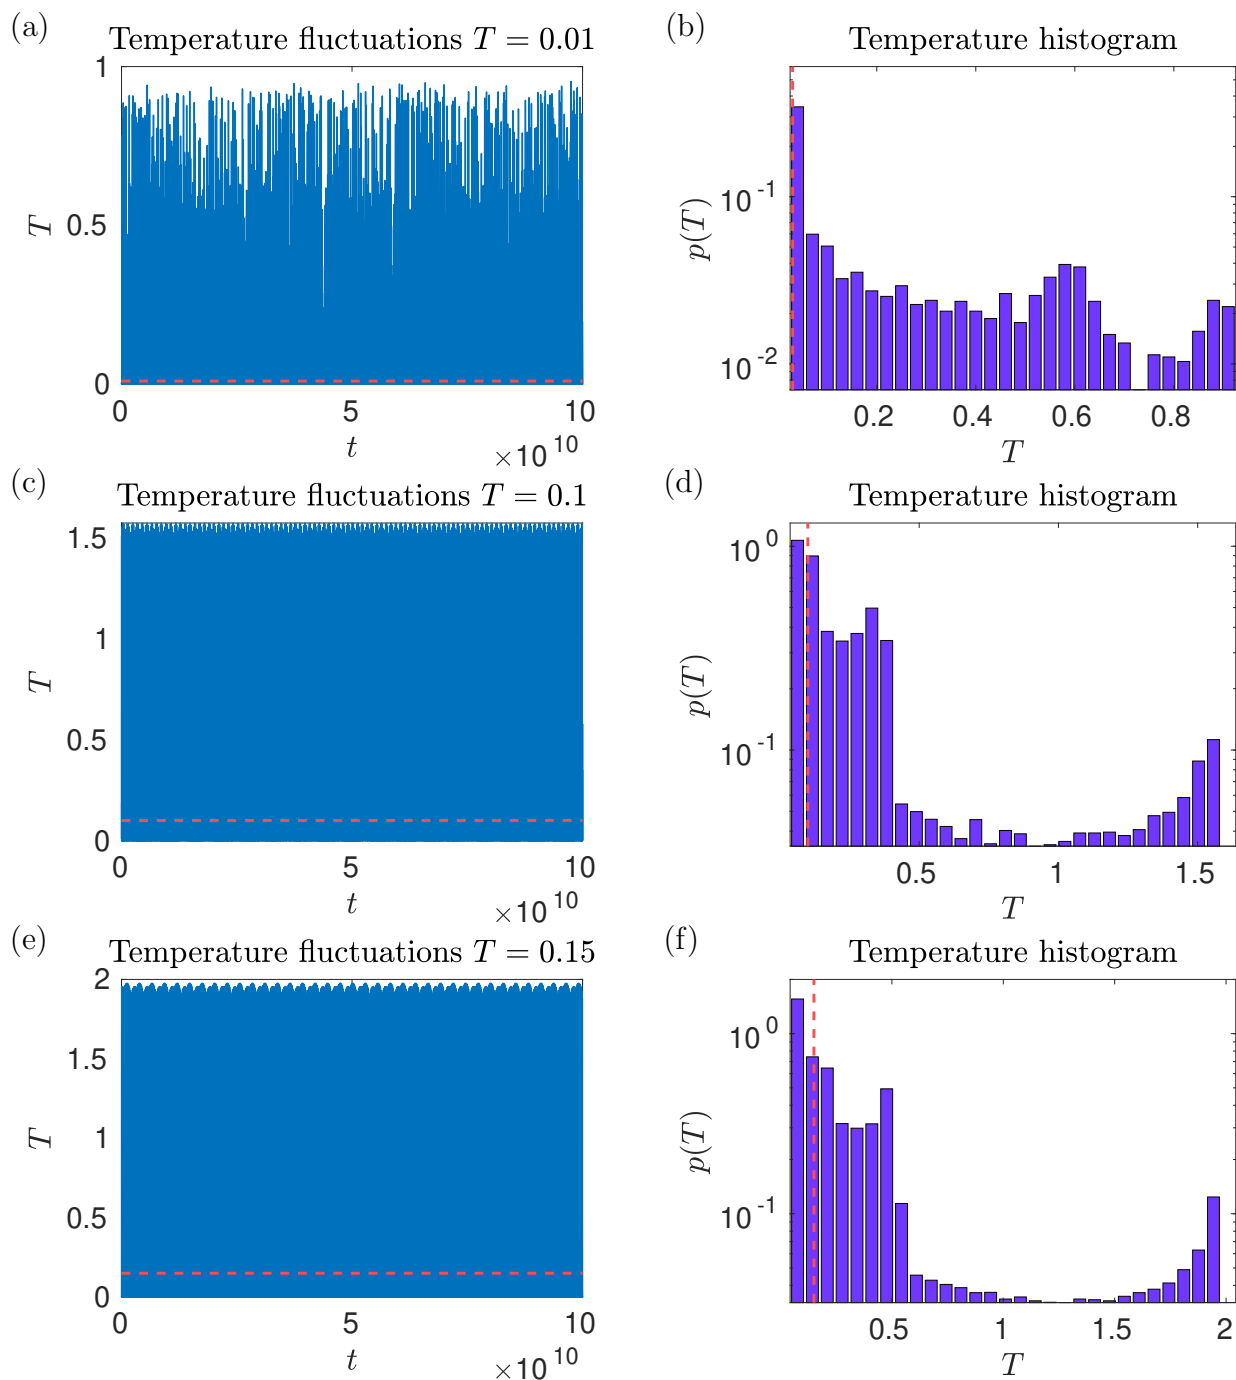 (a)
Temperature fluctuations T = 0.01
1
0.5
0
T
0 5 10
t
×10 10
(b)
Temperature histogram
10 -1
10 -2
p(T)
0.2 0.4 0.6 0.8
T
(c)
Temperature fluctuations T = 0.1
1.5
1
0.5
0
T
0 5 10
t
×10 10
(d)
Temperature histogram
10 0
10 -1
p(T)
0.5 1 1.5
T
(e)
Temperature fluctuations T = 0.15
2
1.5
1
0.5
0
T
0 5 10
t
×10 10
(f)
Temperature histogram
10 0
10 -1
p(T)
0.5 1 1.5 2
T